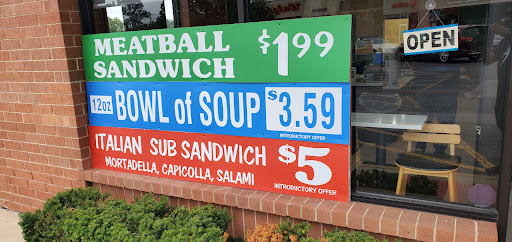 MEATBALL
SANDWICH
$1.99
12oz BOWL of SOUP $3.59
INTRODUCTORY OFFER
ITALIAN SUB SANDWICH
MORTADELLA, CAPICOLLA, SALAMI
$5
INTRODUCTORY OFFER
OPEN